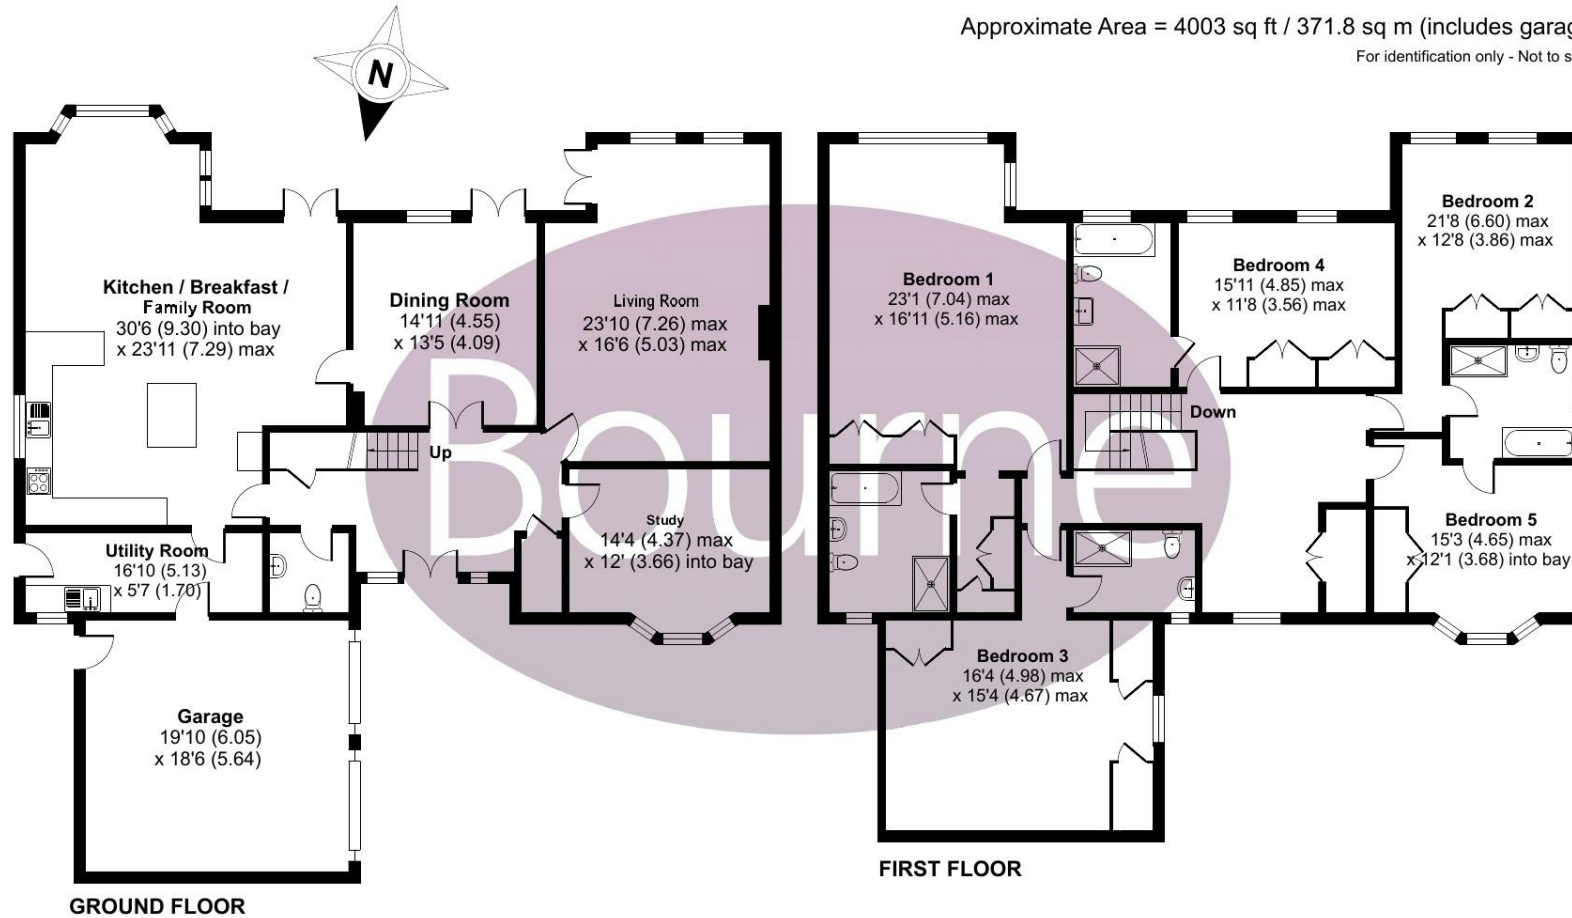 Approximate Area = 4003 sq ft / 371.8 sq m (includes garag
For identification only - Not to s
N
Kitchen / Breakfast /
Family Room
30'6 (9.30) into bay
x 23'11 (7.29) max
Dining Room
14'11 (4.55)
x 13'5 (4.09)
Living Room
23'10 (7.26) max
x 16'6 (5.03) max
Up
Study
14'4 (4.37) max
x 12' (3.66) into bay
Utility Room
16'10 (5.13)
x 5'7 (1.70)
Garage
19'10 (6.05)
x 18'6 (5.64)
GROUND FLOOR
Bourne
Bedroom 1
23'1 (7.04) max
x 16'11 (5.16) max
Bedroom 4
15'11 (4.85) max
x 11'8 (3.56) max
Bedroom 2
21'8 (6.60) max
x 12'8 (3.86) max
Down
Bedroom 5
15'3 (4.65) max
x 12'1 (3.68) into bay
Bedroom 3
16'4 (4.98) max
x 15'4 (4.67) max
FIRST FLOOR